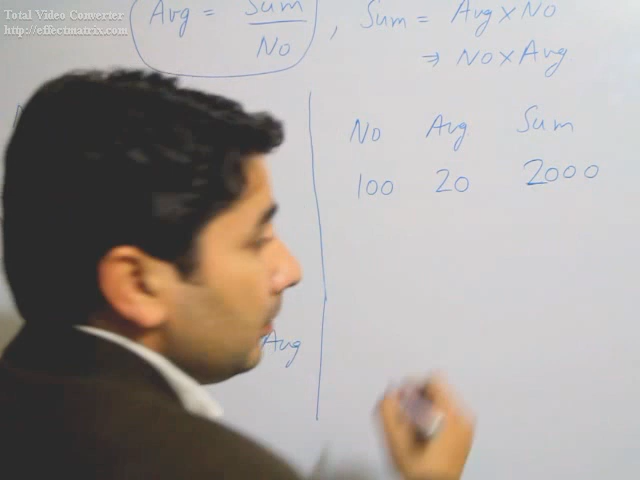 Total Video Converter
http://effectmatrix.com
Avg = Sum / No , Sum = Avg × No
⇒ No × Avg
No Avg Sum
100 20 2000
Avg